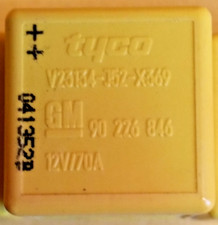 tyco
V23134-J52-X369
GM
90 226 846
12V/70A
++ 041352B